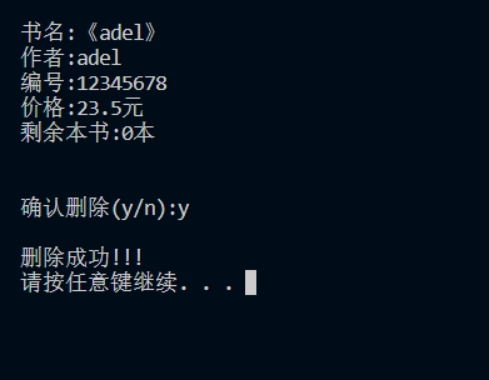 书名:《adel》
作者:adel
编号:12345678
价格:23.5元
剩余本书:0本
确认删除(y/n):y
删除成功!!!
请按任意键继续. . .